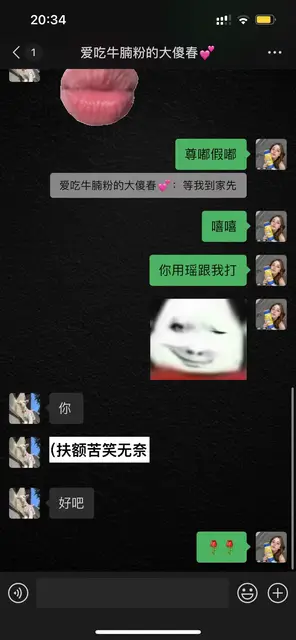 20:34
1
爱吃牛腩粉的大傻春💕
尊嘟假嘟
爱吃牛腩粉的大傻春💕：等我到家先
嘻嘻
你用瑶跟我打
你
(扶额苦笑无奈
好吧
🌹🌹